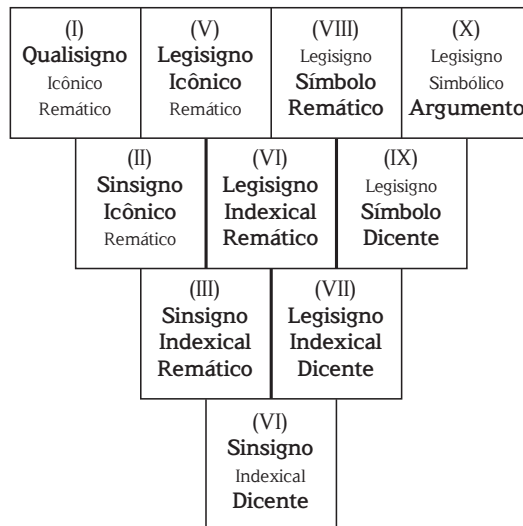 (I)
Qualisigno
Icônico
Remático
(V)
Legisigno
Icônico
Remático
(VIII)
Legisigno
Símbolo
Remático
(X)
Legisigno
Simbólico
Argumento
(II)
Sinsigno
Icônico
Remático
(VI)
Legisigno
Indexical
Remático
(IX)
Legisigno
Símbolo
Dicente
(III)
Sinsigno
Indexical
Remático
(VII)
Legisigno
Indexical
Dicente
(VI)
Sinsigno
Indexical
Dicente